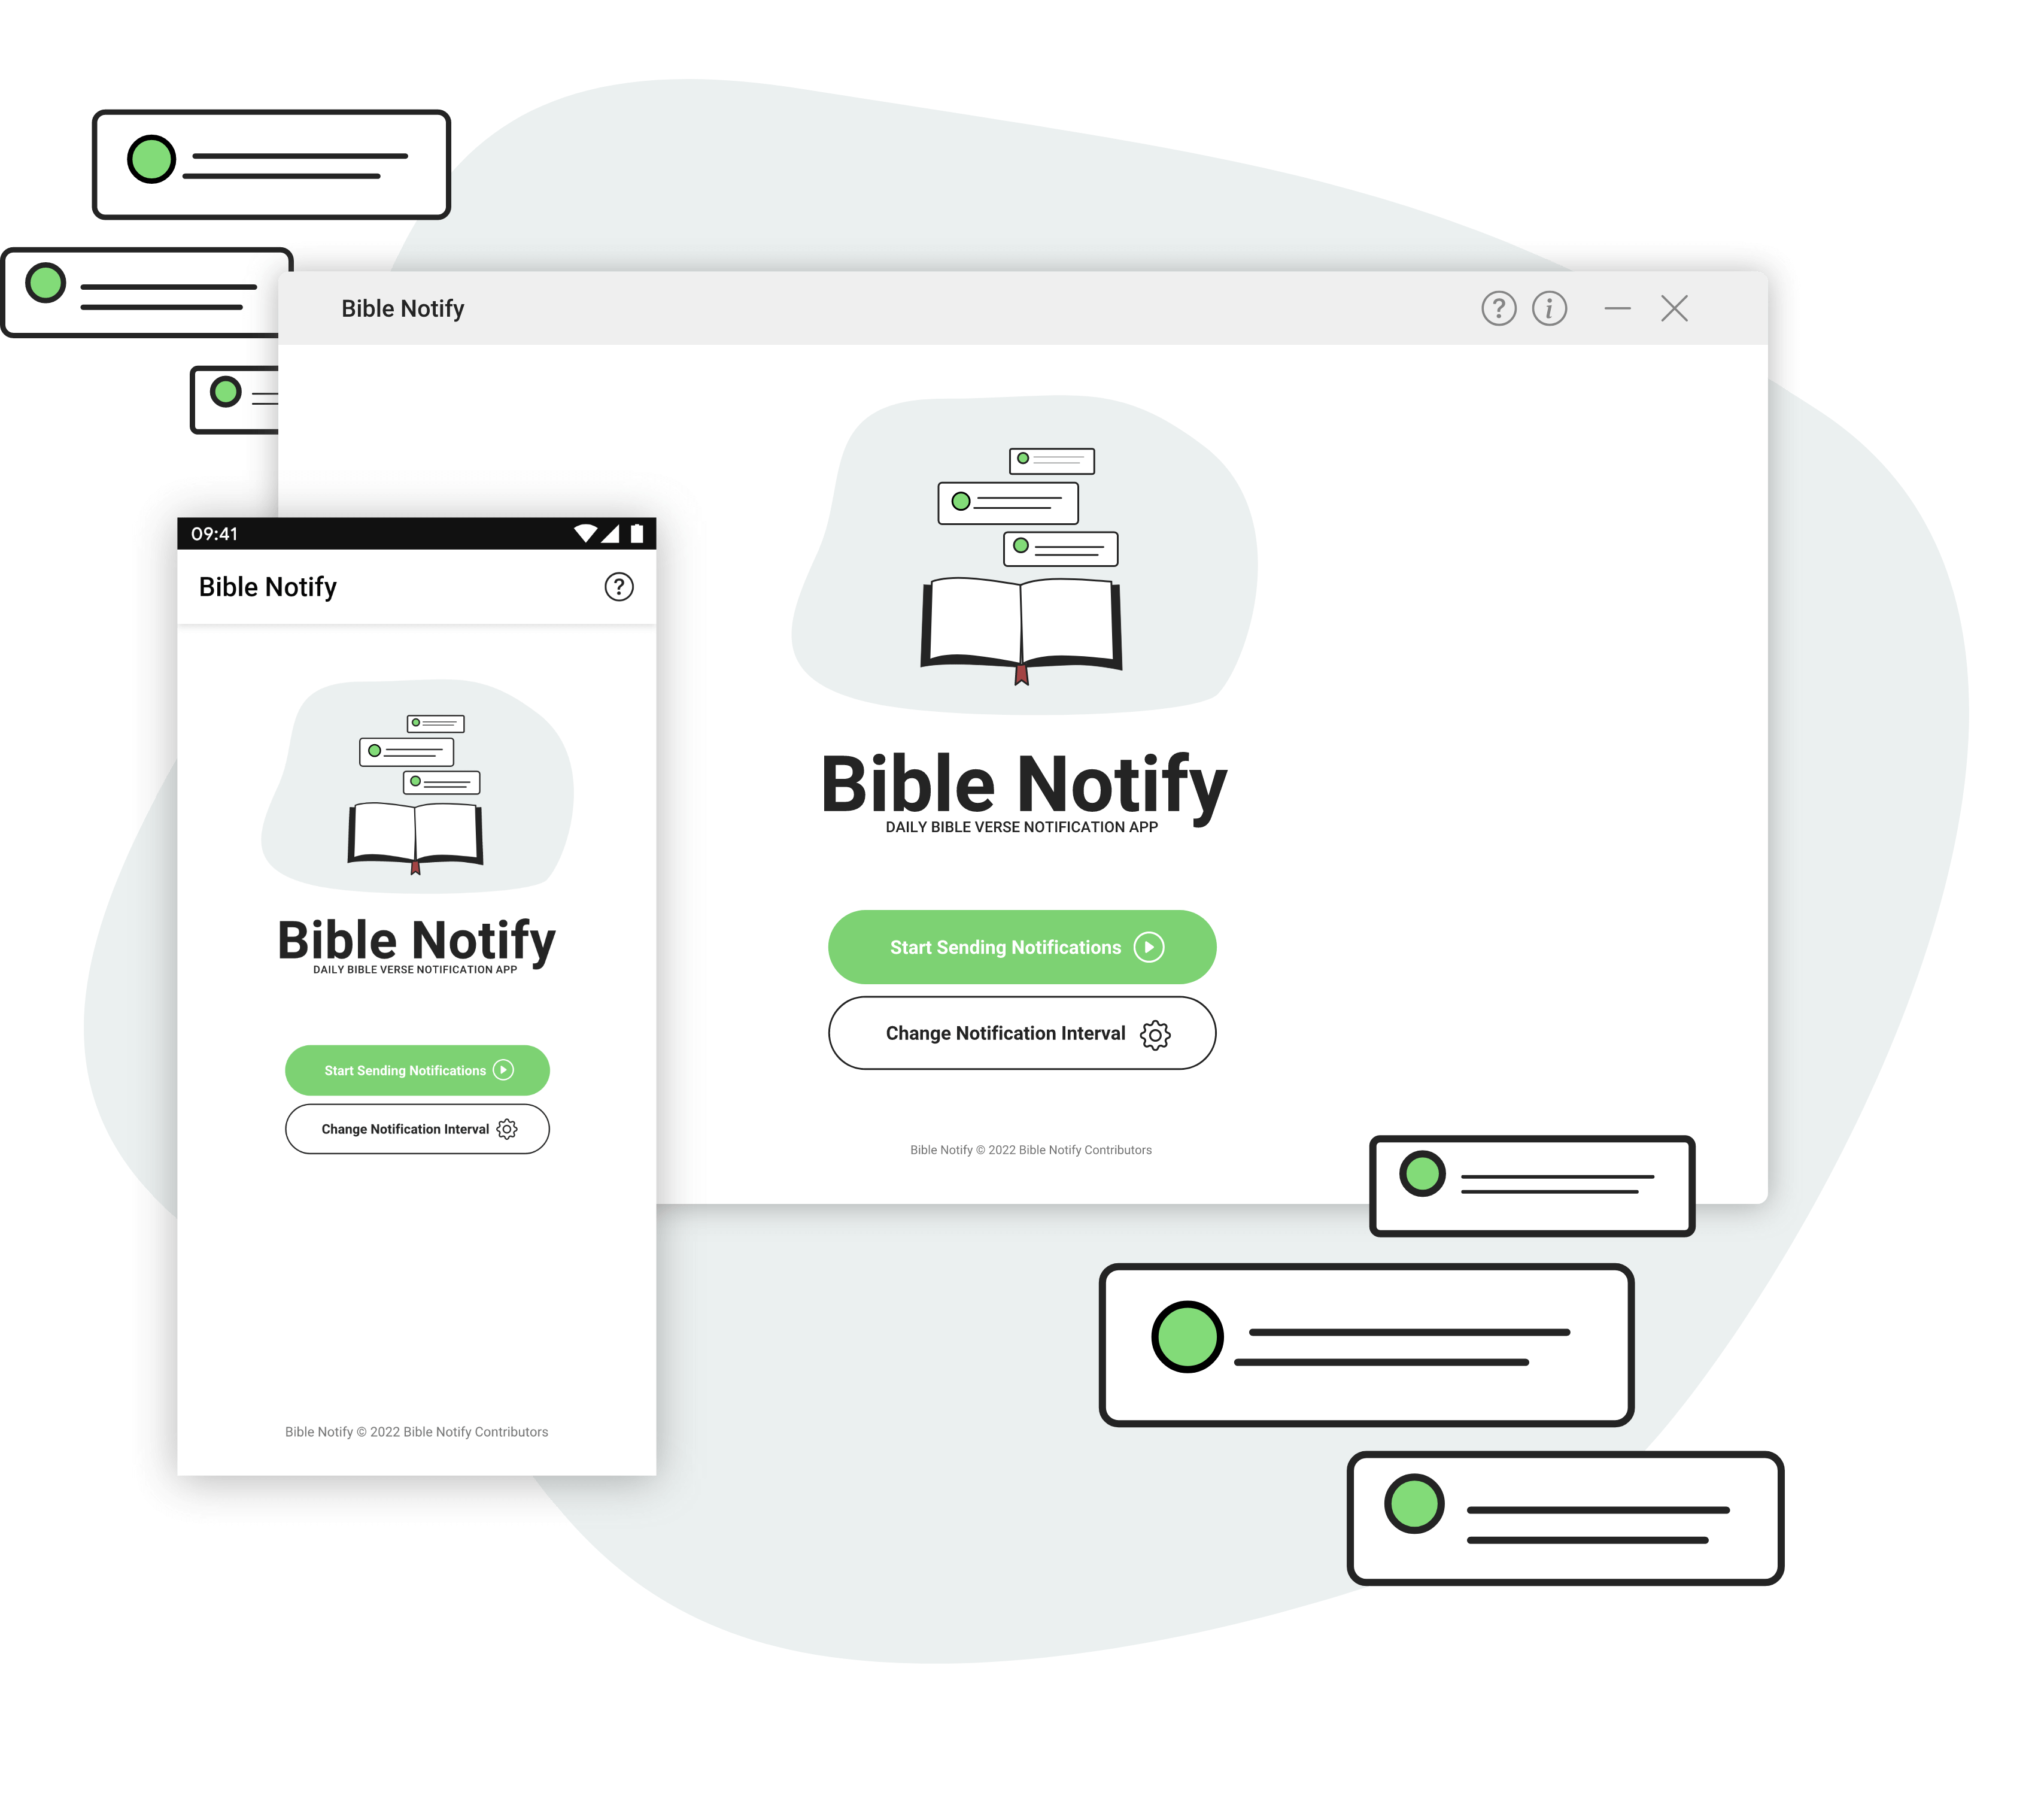 Bible Notify
Bible Notify
DAILY BIBLE VERSE NOTIFICATION APP
Start Sending Notifications
Change Notification Interval
Bible Notify © 2022 Bible Notify Contributors
09:41
Bible Notify
Bible Notify
DAILY BIBLE VERSE NOTIFICATION APP
Start Sending Notifications
Change Notification Interval
Bible Notify © 2022 Bible Notify Contributors